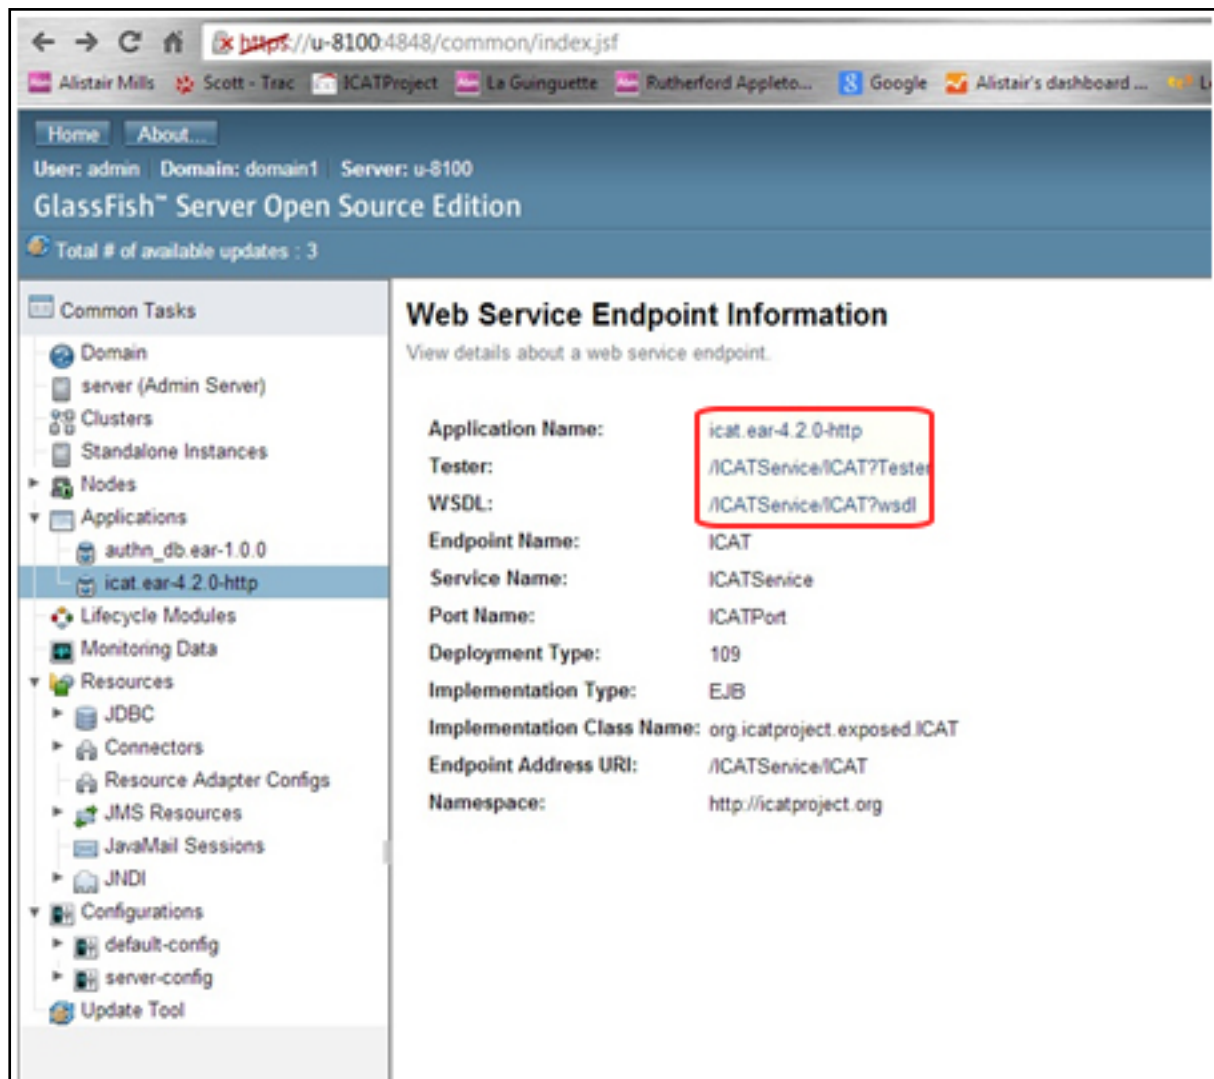 https://u-8100:4848/common/index.jsf
Alistair Mills Scott - Trac ICATProject La Guinguette Rutherford Appleto... Google Alistair's dashboard ...
Home About...
User: admin Domain: domain1 Server: u-8100
GlassFish™ Server Open Source Edition
Total # of available updates : 3
Common Tasks
Domain
server (Admin Server)
Clusters
Standalone Instances
Nodes
Applications
authn_db.ear-1.0.0
icat.ear-4.2.0-http
Lifecycle Modules
Monitoring Data
Resources
JDBC
Connectors
Resource Adapter Configs
JMS Resources
JavaMail Sessions
JNDI
Configurations
default-config
server-config
Update Tool
Web Service Endpoint Information
View details about a web service endpoint.
Application Name: icat.ear-4.2.0-http
Tester: /ICATService/ICAT?Tester
WSDL: /ICATService/ICAT?wsdl
Endpoint Name: ICAT
Service Name: ICATService
Port Name: ICATPort
Deployment Type: 109
Implementation Type: EJB
Implementation Class Name: org.icatproject.exposed.ICAT
Endpoint Address URI: /ICATService/ICAT
Namespace: http://icatproject.org